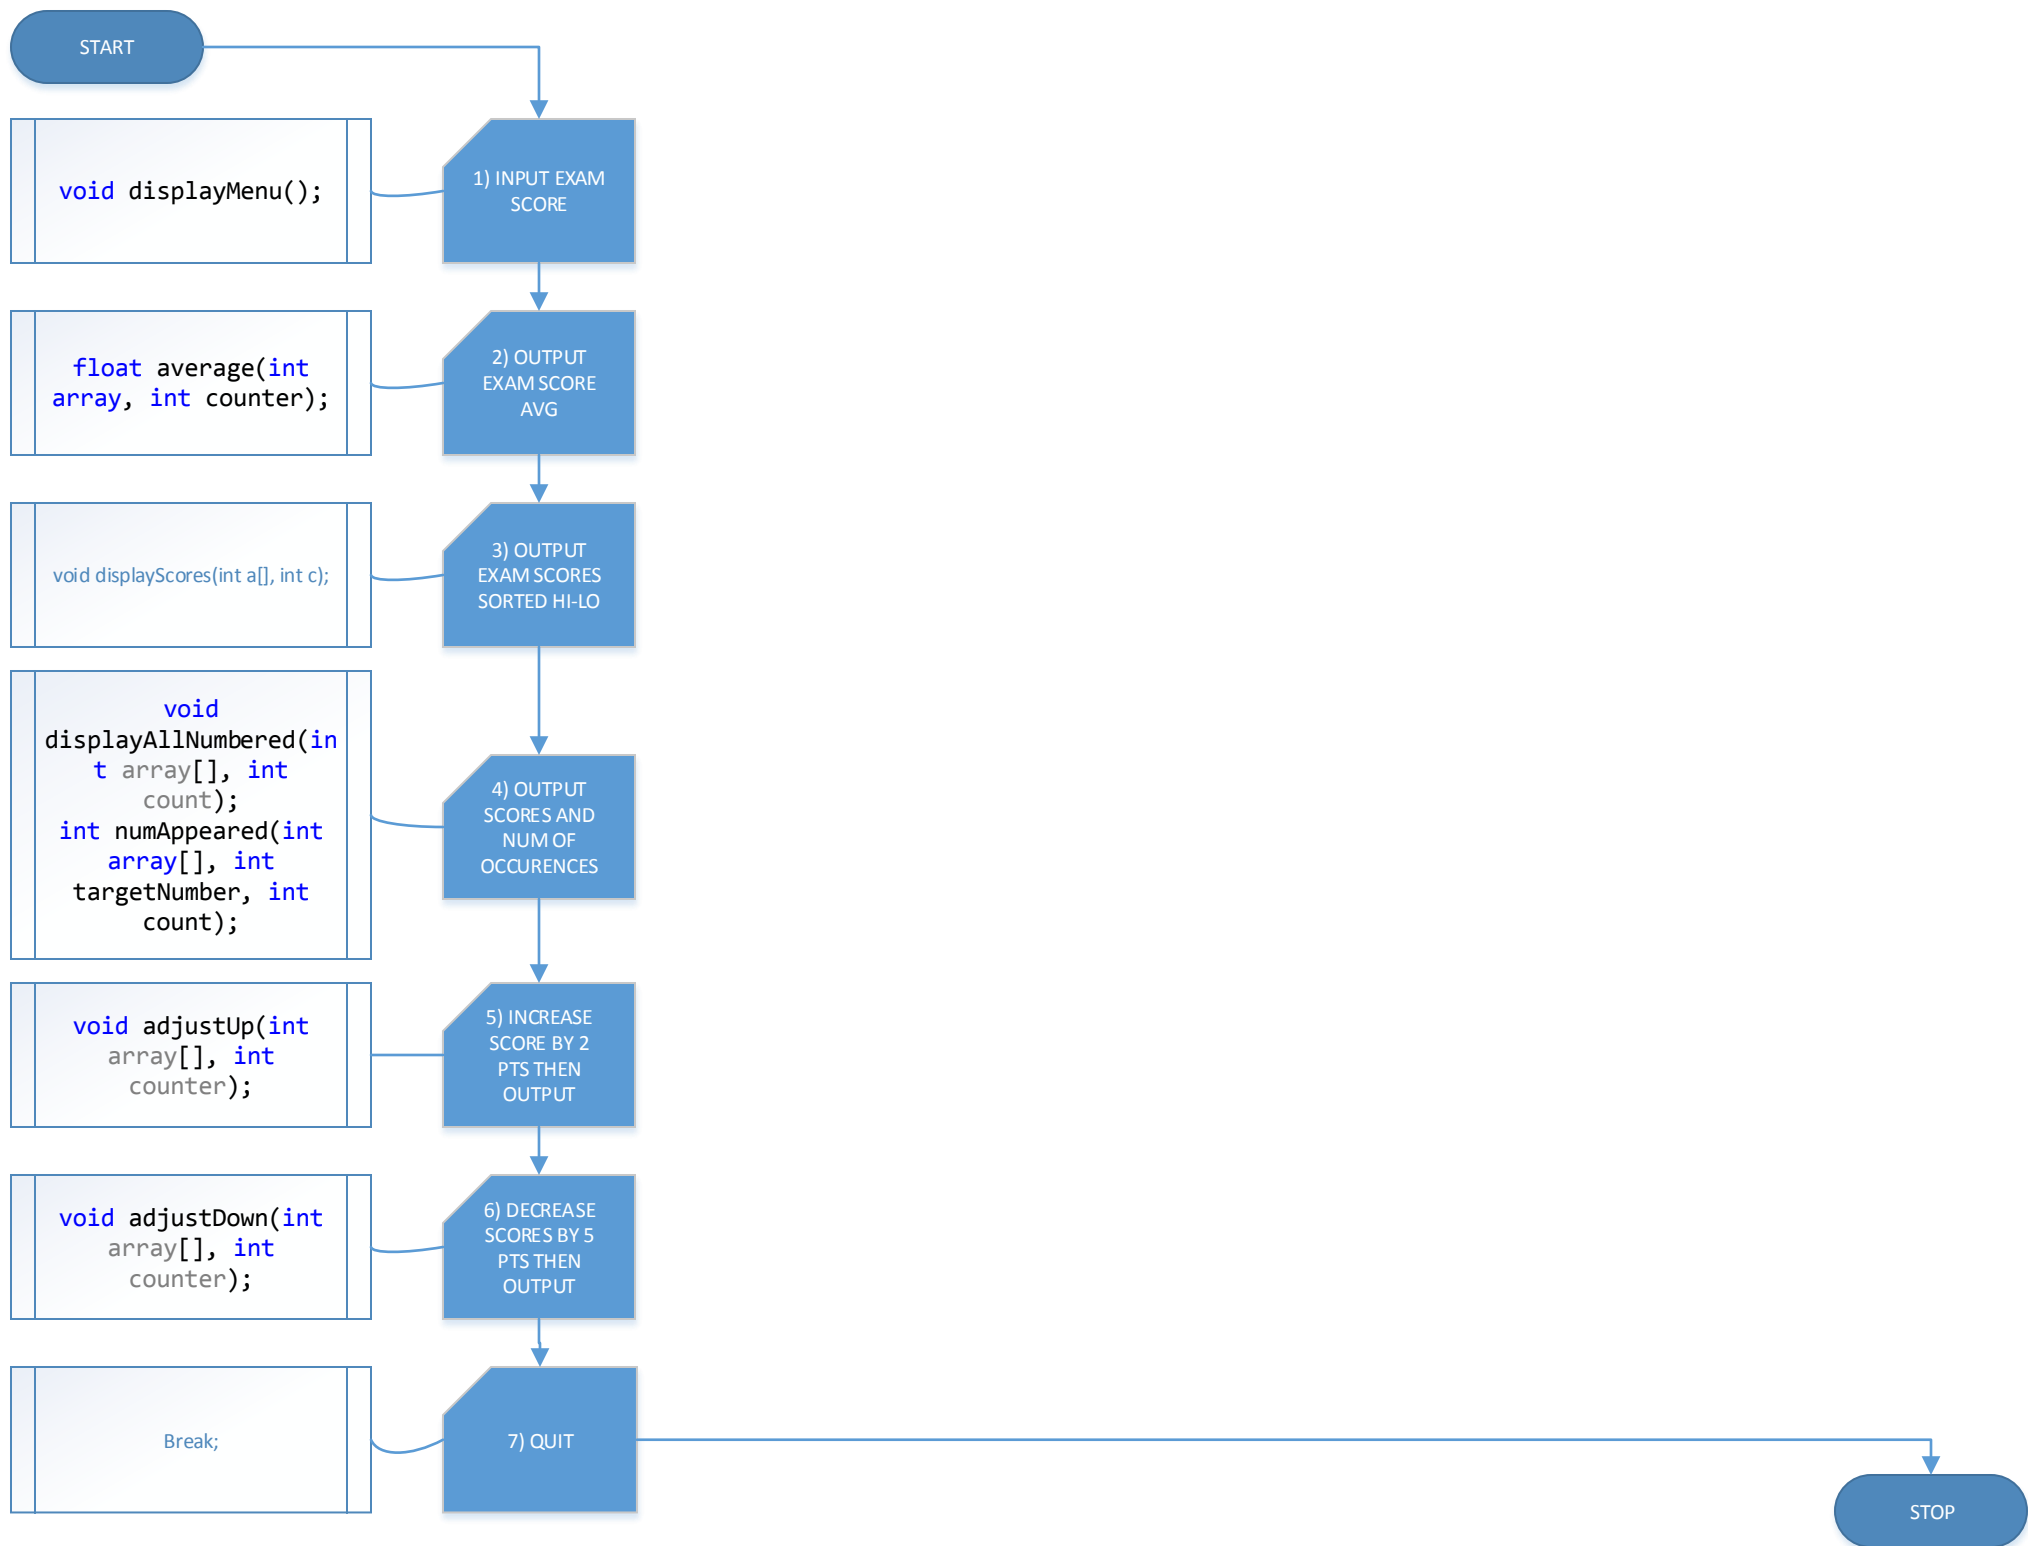 START
void displayMenu();
1) INPUT EXAM
SCORE
float average(int
array, int counter);
2) OUTPUT
EXAM SCORE
AVG
void displayScores(int a[], int c);
3) OUTPUT
EXAM SCORES
SORTED HI-LO
void
displayAllNumbered(in
t array[], int
count);
int numAppeared(int
array[], int
targetNumber, int
count);
4) OUTPUT
SCORES AND
NUM OF
OCCURENCES
void adjustUp(int
array[], int
counter);
5) INCREASE
SCORE BY 2
PTS THEN
OUTPUT
void adjustDown(int
array[], int
counter);
6) DECREASE
SCORES BY 5
PTS THEN
OUTPUT
Break;
7) QUIT
STOP